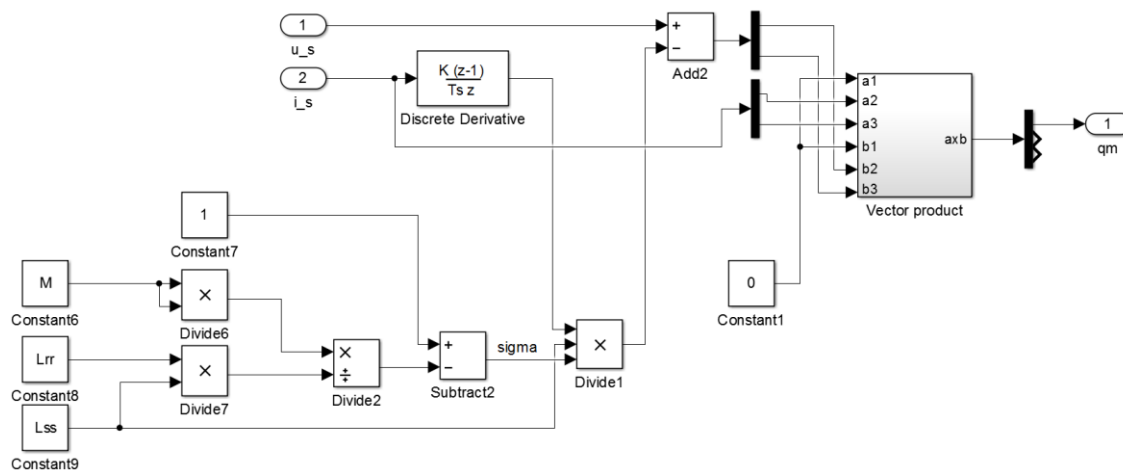 1
u_s
2
i_s
K (z-1)
Ts z
Discrete Derivative
+
−
Add2
a1
a2
a3
b1
b2
b3
axb
Vector product
1
qm
1
Constant7
M
Constant6
×
Divide6
Lrr
Constant8
×
Divide7
Lss
Constant9
×
÷
Divide2
+
−
Subtract2
sigma
×
Divide1
0
Constant1